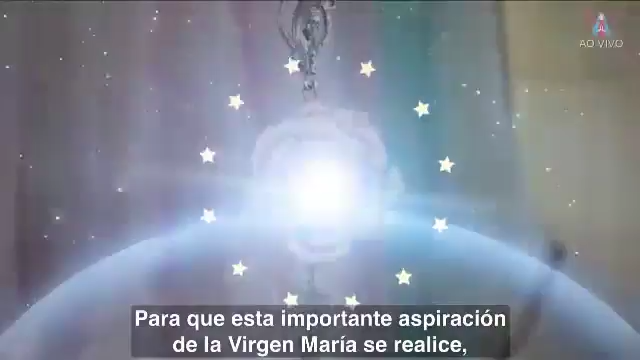 AO VIVO
Para que esta importante aspiración
de la Virgen María se realice,